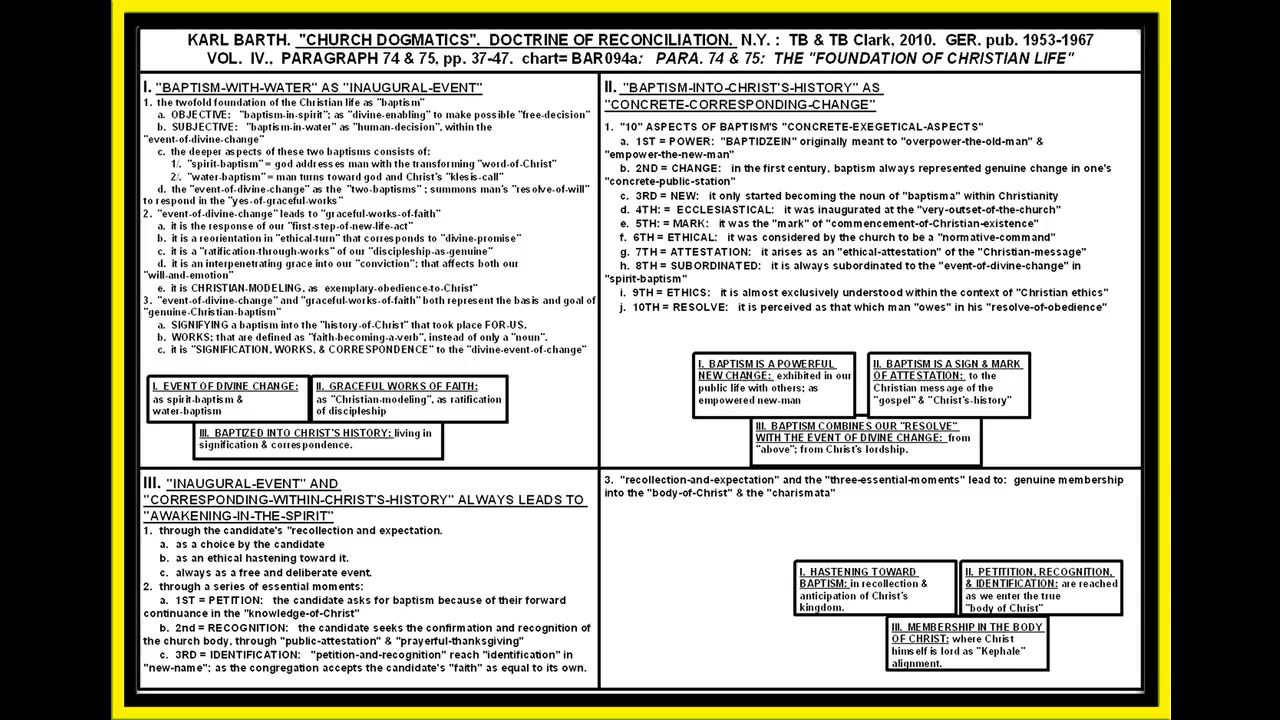 KARL BARTH. "CHURCH DOGMATICS". DOCTRINE OF RECONCILIATION. N.Y. : TB & TB Clark, 2010. GER. pub. 1953-1967
VOL. IV., PARAGRAPH 74 & 75, pp. 37-47. chart= BAR094a: PARA. 74 & 75: THE "FOUNDATION OF CHRISTIAN LIFE"
I. "BAPTISM-WITH-WATER" AS "INAUGURAL-EVENT"
1. the twofold foundation of the Christian life as "baptism"
a. OBJECTIVE: "baptism-in-spirit"; as "divine-enabling" to make possible "free-decision"
b. SUBJECTIVE: "baptism-in-water" as "human-decision", within the
"event-of-divine-change"
c. the deeper aspects of these two baptisms consists of:
1/. "spirit-baptism" = god addresses man with the transforming "word-of-Christ"
2/. "water-baptism" = man turns toward god and Christ's "klesis-call"
d. the "event-of-divine-change" as the "two-baptisms" ; summons man's "resolve-of-will"
to respond in the "yes-of-graceful-works"
2. "event-of-divine-change" leads to "graceful-works-of-faith"
a. it is the response of our "first-step-of-new-life-act"
b. it is a reorientation in "ethical-turn" that corresponds to "divine-promise"
c. it is a "ratification-through-works" of our "discipleship-as-genuine"
d. it is an interpenetrating grace into our "conviction"; that affects both our
"will-and-emotion"
e. it is CHRISTIAN-MODELING, as exemplary-obedience-to-Christ"
3. "event-of-divine-change" and "graceful-works-of-faith" both represent the basis and goal of
"genuine-Christian-baptism"
a. SIGNIFYING a baptism into the "history-of-Christ" that took place FOR-US.
b. WORKS; that are defined as "faith-becoming-a-verb", instead of only a "noun".
c. it is "SIGNIFICATION, WORKS, & CORRESPONDENCE" to the "divine-event-of-change"
I. EVENT OF DIVINE CHANGE:
as spirit-baptism &
water-baptism
II. GRACEFUL WORKS OF FAITH:
as "Christian-modeling", as ratification
of discipleship
III. BAPTIZED INTO CHRIST'S HISTORY: living in
signification & correspondence.
II. "BAPTISM-INTO-CHRIST'S-HISTORY" AS
"CONCRETE-CORRESPONDING-CHANGE"
1. "10" ASPECTS OF BAPTISM'S "CONCRETE-EXEGETICAL-ASPECTS"
a. 1ST = POWER: "BAPTIDZEIN" originally meant to "overpower-the-old-man" &
"empower-the-new-man"
b. 2ND = CHANGE: in the first century, baptism always represented genuine change in one's
"concrete-public-station"
c. 3RD = NEW: it only started becoming the noun of "baptisma" within Christianity
d. 4TH: = ECCLESIASTICAL: it was inaugurated at the "very-outset-of-the-church"
e. 5TH: = MARK: it was the "mark" of "commencement-of-Christian-existence"
f. 6TH = ETHICAL: it was considered by the church to be a "normative-command"
g. 7TH = ATTESTATION: it arises as an "ethical-attestation" of the "Christian-message"
h. 8TH = SUBORDINATED: it is always subordinated to the "event-of-divine-change" in
"spirit-baptism"
i. 9TH = ETHICS: it is almost exclusively understood within the context of "Christian ethics"
j. 10TH = RESOLVE: it is perceived as that which man "owes" in his "resolve-of-obedience"
I. BAPTISM IS A POWERFUL
NEW CHANGE: exhibited in our
public life with others; as
empowered new-man
II. BAPTISM IS A SIGN & MARK
OF ATTESTATION: to the
Christian message of the
"gospel" & "Christ's-history"
III. BAPTISM COMBINES OUR "RESOLVE"
WITH THE EVENT OF DIVINE CHANGE: from
"above"; from Christ's lordship.
III. "INAUGURAL-EVENT" AND
"CORRESPONDING-WITHIN-CHRIST'S-HISTORY" ALWAYS LEADS TO
"AWAKENING-IN-THE-SPIRIT"
1. through the candidate's "recollection and expectation.
a. as a choice by the candidate
b. as an ethical hastening toward it.
c. always as a free and deliberate event.
2. through a series of essential moments:
a. 1ST = PETITION: the candidate asks for baptism because of their forward
continuance in the "knowledge-of-Christ"
b. 2nd = RECOGNITION: the candidate seeks the confirmation and recognition of
the church body, through "public-attestation" & "prayerful-thanksgiving"
c. 3RD = IDENTIFICATION: "petition-and-recognition" reach "identification" in
"new-name"; as the congregation accepts the candidate's "faith" as equal to its own.
3. "recollection-and-expectation" and the "three-essential-moments" lead to: genuine membership
into the "body-of-Christ" & the "charismata"
I. HASTENING TOWARD
BAPTISM: in recollection &
anticipation of Christ's
kingdom.
II. PETITITION, RECOGNITION,
& IDENTIFICATION: are reached
as we enter the true
"body of Christ"
III. MEMBERSHIP IN THE BODY
OF CHRIST: where Christ
himself is lord as "Kephale"
alignment.